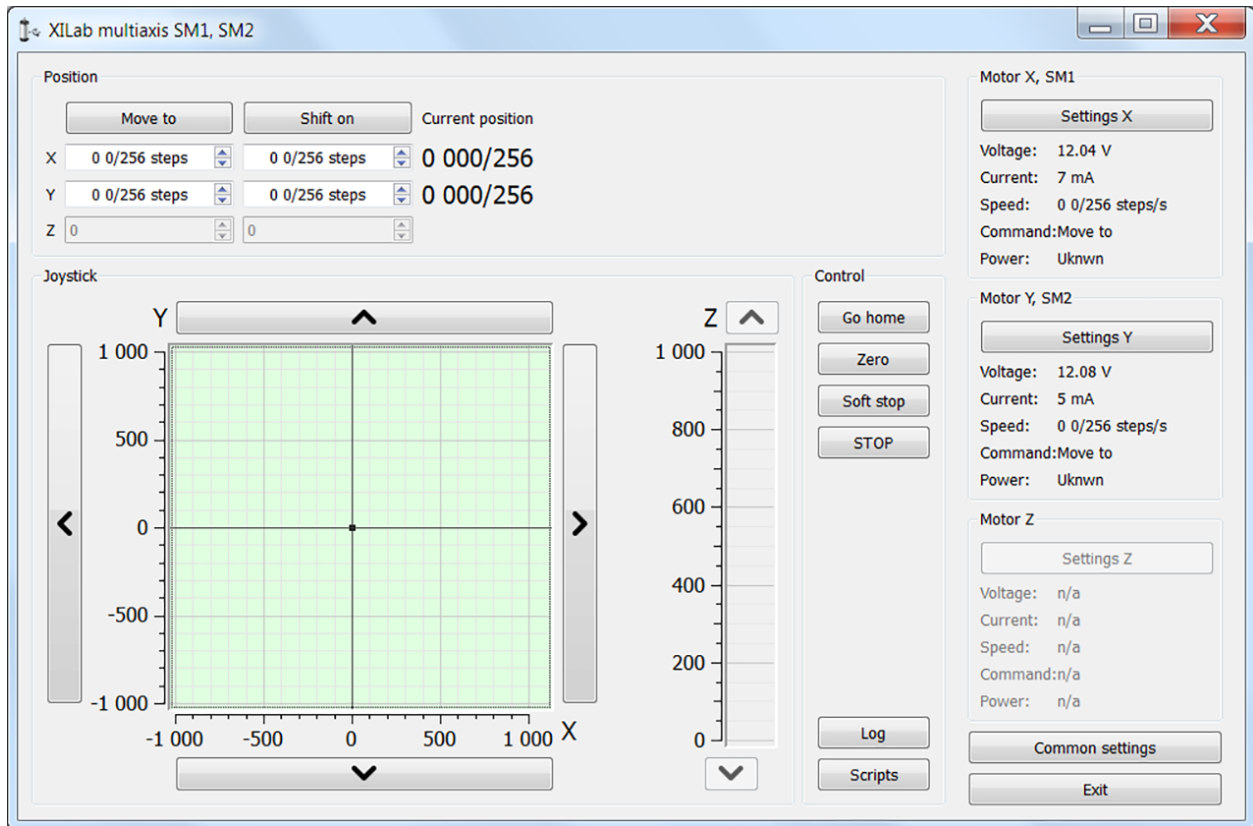 XILab multiaxis SM1, SM2
Position
Move to Shift on Current position
X 0 0/256 steps 0 0/256 steps 0 000/256
Y 0 0/256 steps 0 0/256 steps 0 000/256
Z 0 0
Joystick
Y
1 000
500
0
-500
-1 000
-1 000 -500 0 500 1 000 X
Z
1 000
800
600
400
200
0
Control
Go home
Zero
Soft stop
STOP
Log
Scripts
Motor X, SM1
Settings X
Voltage: 12.04 V
Current: 7 mA
Speed: 0 0/256 steps/s
Command:Move to
Power: Uknwn
Motor Y, SM2
Settings Y
Voltage: 12.08 V
Current: 5 mA
Speed: 0 0/256 steps/s
Command:Move to
Power: Uknwn
Motor Z
Settings Z
Voltage: n/a
Current: n/a
Speed: n/a
Command:n/a
Power: n/a
Common settings
Exit